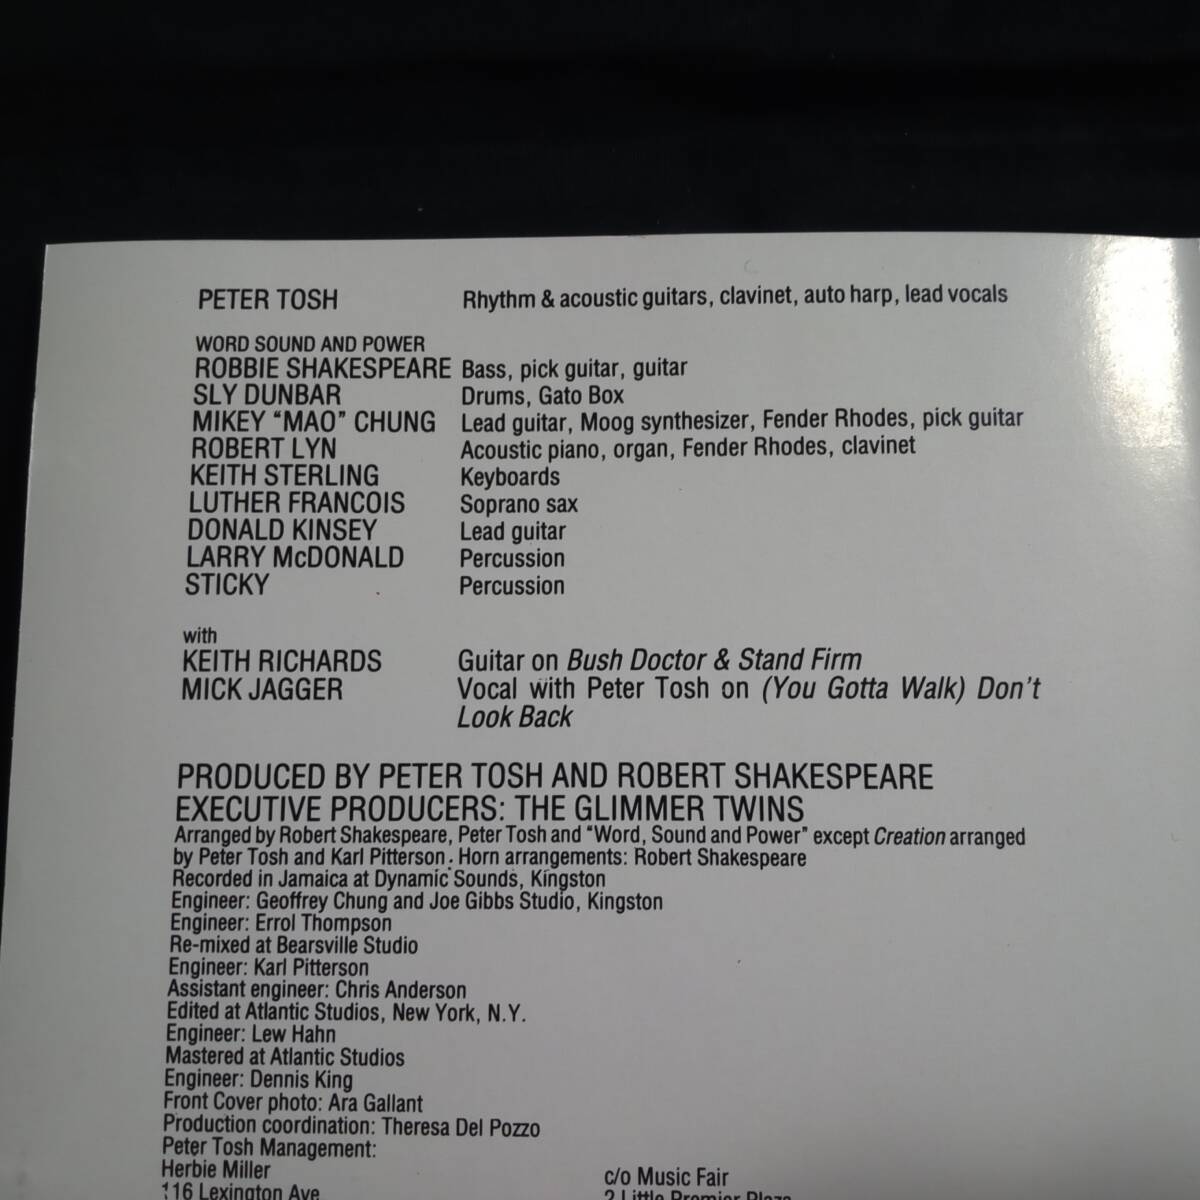 PETER TOSH Rhythm & acoustic guitars, clavinet, auto harp, lead vocals
WORD SOUND AND POWER
ROBBIE SHAKESPEARE Bass, pick guitar, guitar
SLY DUNBAR Drums, Gato Box
MIKEY “MAO” CHUNG Lead guitar, Moog synthesizer, Fender Rhodes, pick guitar
ROBERT LYN Acoustic piano, organ, Fender Rhodes, clavinet
KEITH STERLING Keyboards
LUTHER FRANCOIS Soprano sax
DONALD KINSEY Lead guitar
LARRY McDONALD Percussion
STICKY Percussion
with
KEITH RICHARDS Guitar on Bush Doctor & Stand Firm
MICK JAGGER Vocal with Peter Tosh on (You Gotta Walk) Don't
Look Back
PRODUCED BY PETER TOSH AND ROBERT SHAKESPEARE
EXECUTIVE PRODUCERS: THE GLIMMER TWINS
Arranged by Robert Shakespeare, Peter Tosh and “Word, Sound and Power” except Creation arranged
by Peter Tosh and Karl Pitterson. Horn arrangements: Robert Shakespeare
Recorded in Jamaica at Dynamic Sounds, Kingston
Engineer: Geoffrey Chung and Joe Gibbs Studio, Kingston
Engineer: Errol Thompson
Re-mixed at Bearsville Studio
Engineer: Karl Pitterson
Assistant engineer: Chris Anderson
Edited at Atlantic Studios, New York, N.Y.
Engineer: Lew Hahn
Mastered at Atlantic Studios
Engineer: Dennis King
Front Cover photo: Ara Gallant
Production coordination: Theresa Del Pozzo
Peter Tosh Management:
Herbie Miller c/o Music Fair
116 Lexington Ave 2 Little Premier Plaza